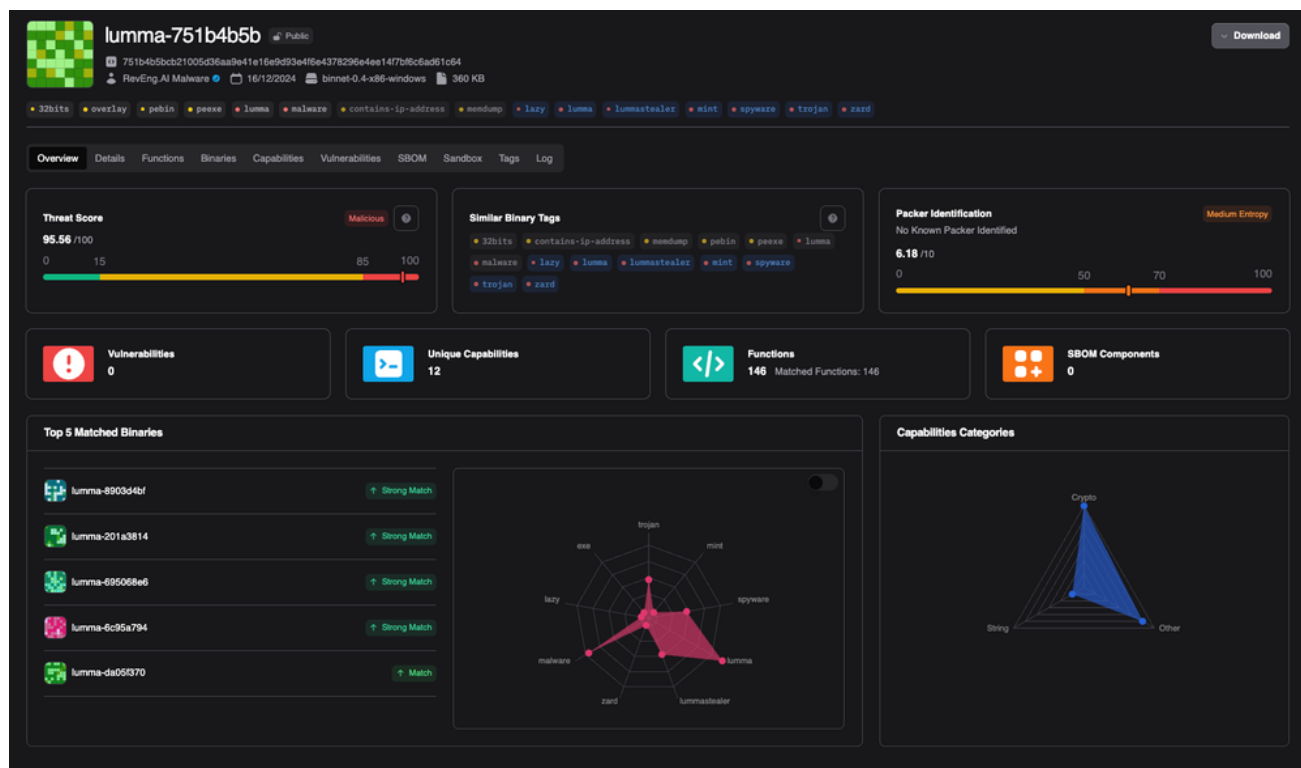 lumma-751b4b5b Public
Download
751b4b5bcb21005d36aa9e41e16e9d93e4f6e4378296e4ee14f7bf6c6ad61c64
RevEng.AI Malware 16/12/2024 binnet-0.4-x86-windows 360 KB
32bits overlay pebin peexe lumma malware contains-ip-address memdump lazy lumma lummastealer mint spyware trojan zard
Overview Details Functions Binaries Capabilities Vulnerabilities SBOM Sandbox Tags Log
Threat Score Malicious
95.56 /100
0 15 85 100
Similar Binary Tags
32bits contains-ip-address memdump pebin peexe lumma
malware lazy lumma lummastealer mint spyware
trojan zard
Packer Identification Medium Entropy
No Known Packer Identified
6.18 /10
0 50 70 100
Vulnerabilities
0
Unique Capabilities
12
Functions
146 Matched Functions: 146
SBOM Components
0
Top 5 Matched Binaries
lumma-8903d4bf Strong Match
lumma-201a3814 Strong Match
lumma-695068e6 Strong Match
lumma-6c95a794 Strong Match
lumma-da05f370 Match
trojan
exe mint
lazy spyware
malware lumma
zard lummastealer
Capabilities Categories
Crypto
String Other